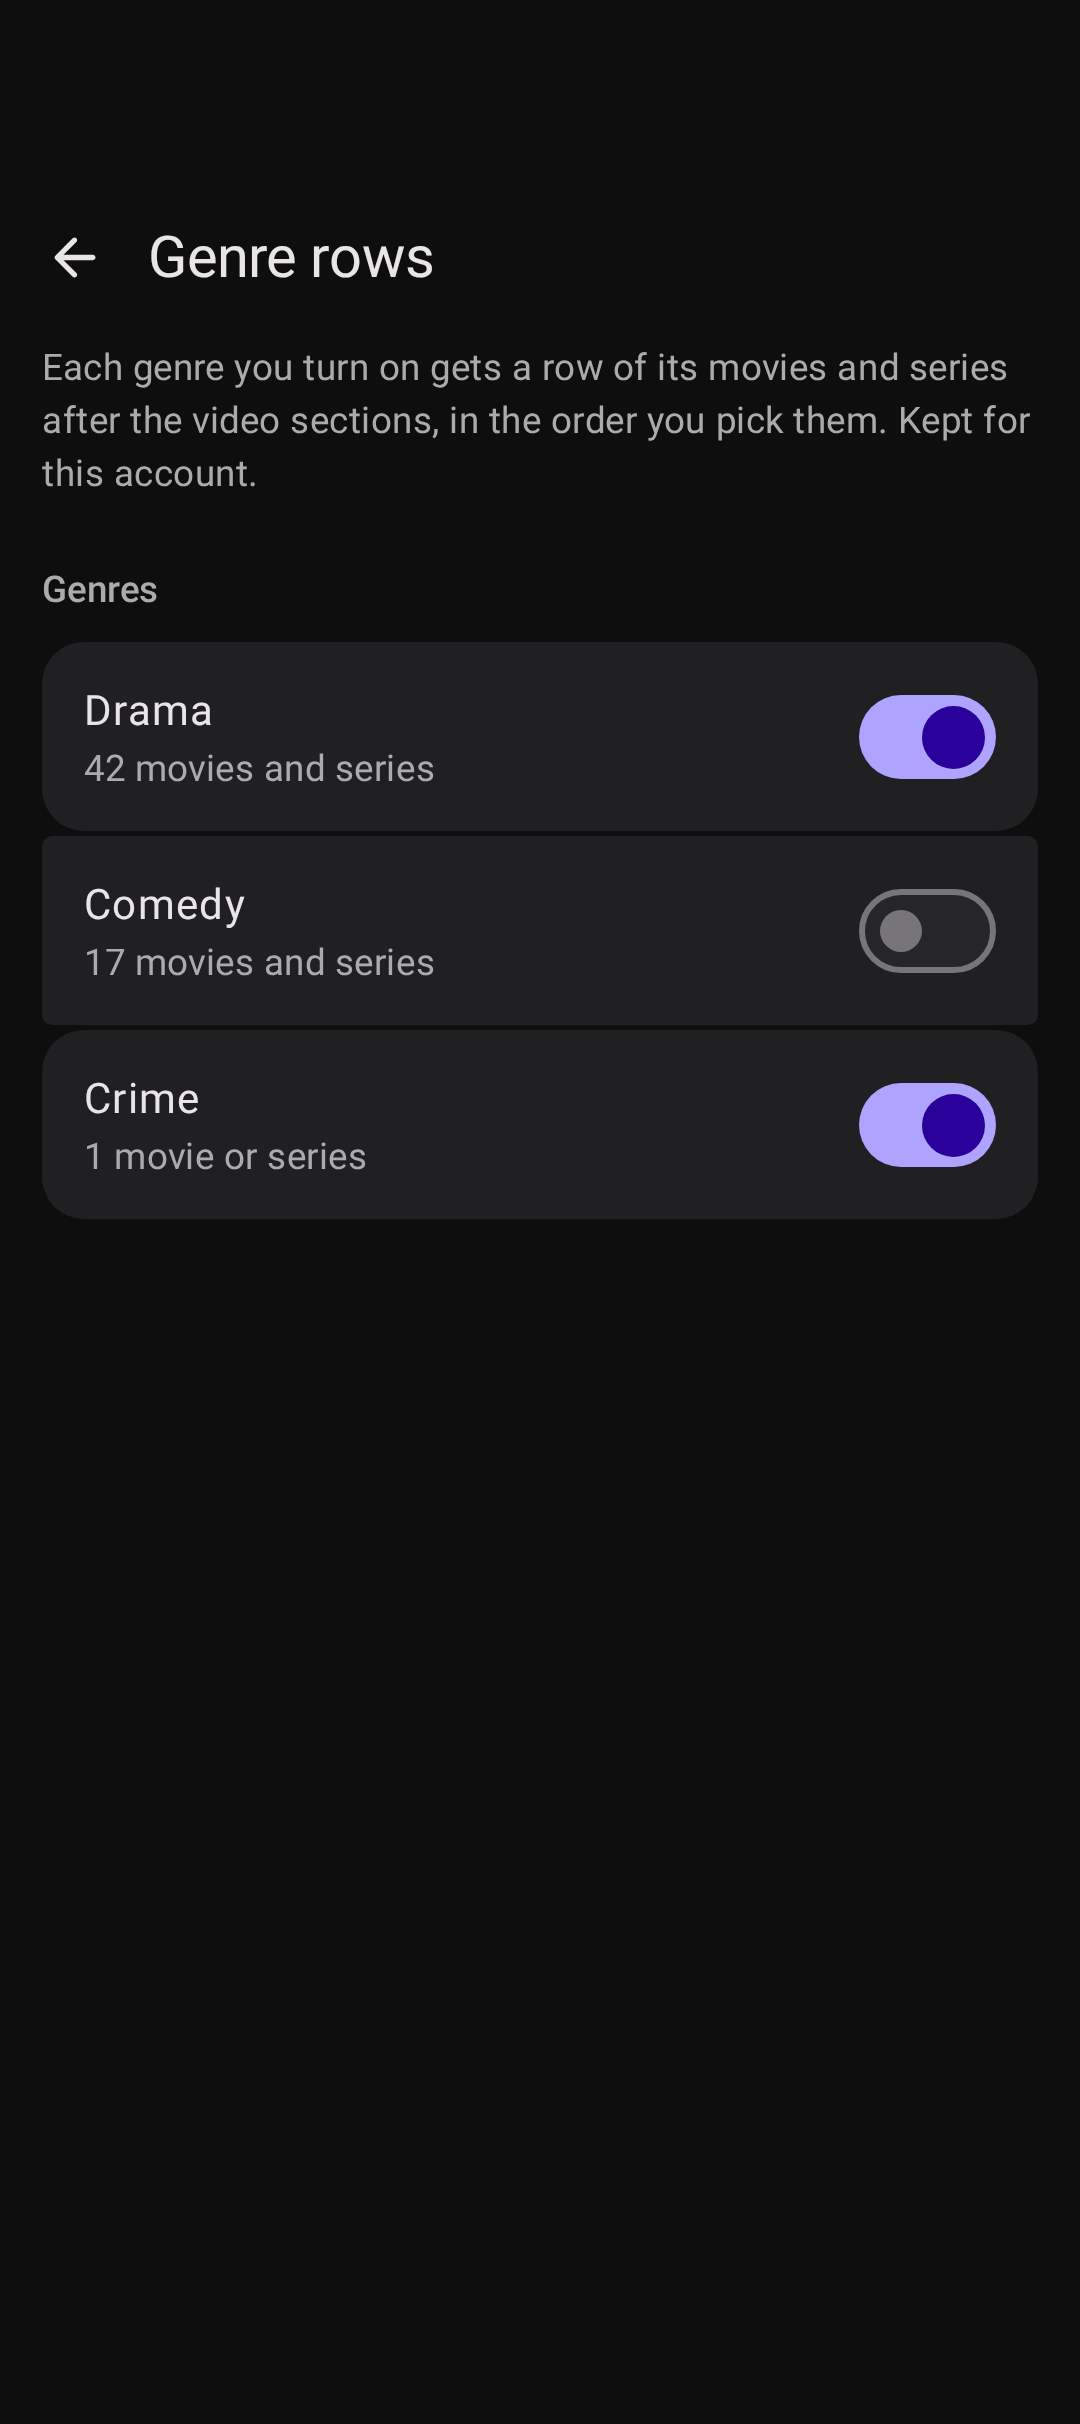 Genre rows
Each genre you turn on gets a row of its movies and series
after the video sections, in the order you pick them. Kept for
this account.
Genres
Drama
42 movies and series
Comedy
17 movies and series
Crime
1 movie or series